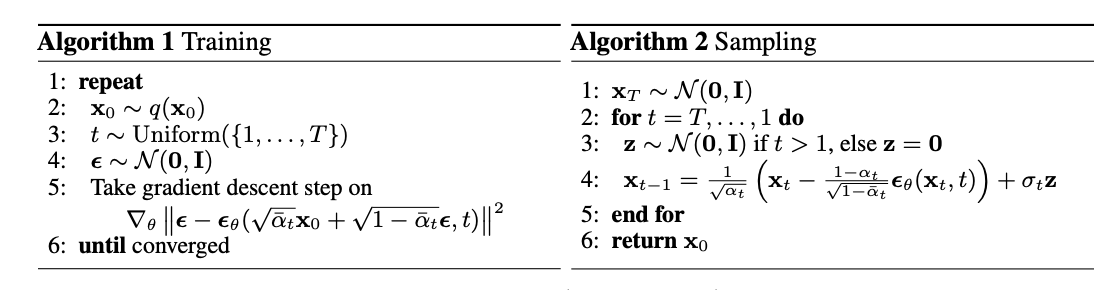 Algorithm 1 Training
1: repeat
2: x₀ ∼ q(x₀)
3: t ∼ Uniform({1, . . . , T})
4: ϵ ∼ 𝒩(0, I)
5: Take gradient descent step on
∇_θ ‖ϵ − ϵ_θ(√ᾱ_t x₀ + √(1 − ᾱ_t) ϵ, t)‖²
6: until converged
Algorithm 2 Sampling
1: x_T ∼ 𝒩(0, I)
2: for t = T, . . . , 1 do
3: z ∼ 𝒩(0, I) if t > 1, else z = 0
4: x_{t−1} = 1/√α_t (x_t − (1−α_t)/√(1−ᾱ_t) ϵ_θ(x_t, t)) + σ_t z
5: end for
6: return x₀